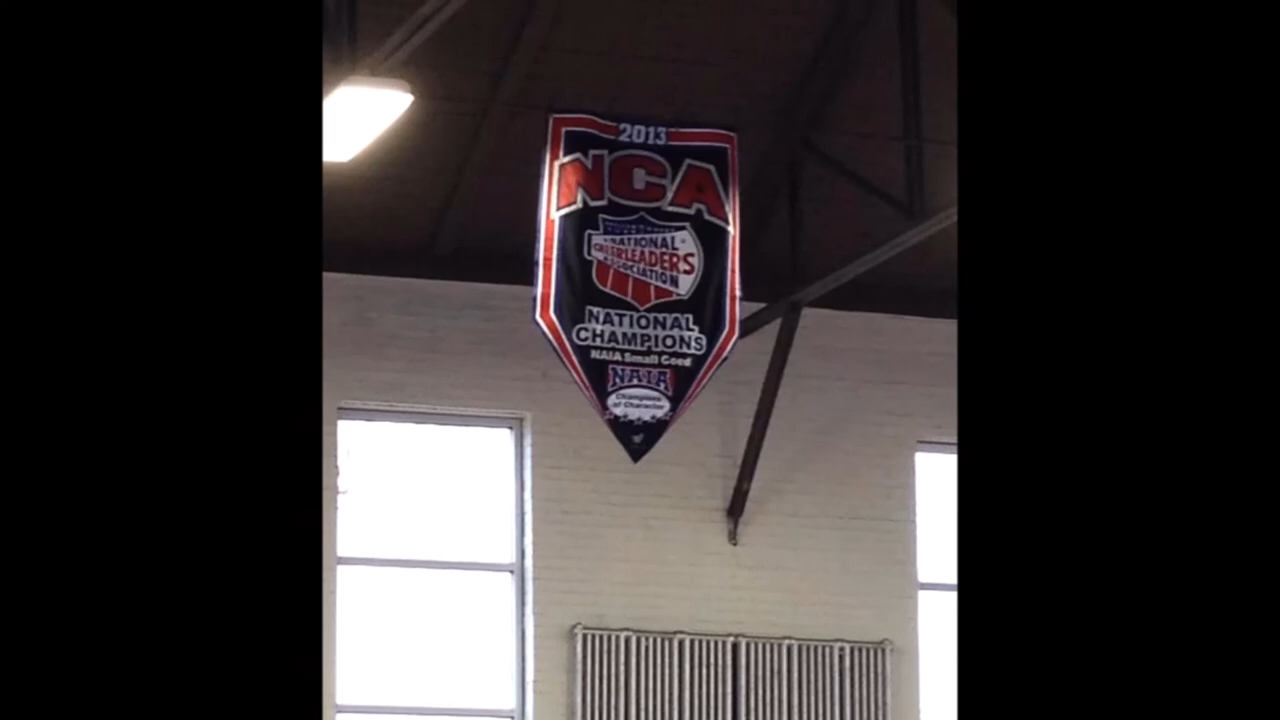 2013
NCA
NATIONAL
CHEERLEADERS
ASSOCIATION
NATIONAL
CHAMPIONS
NAIA Small Coed
NAIA
Champions
of Character